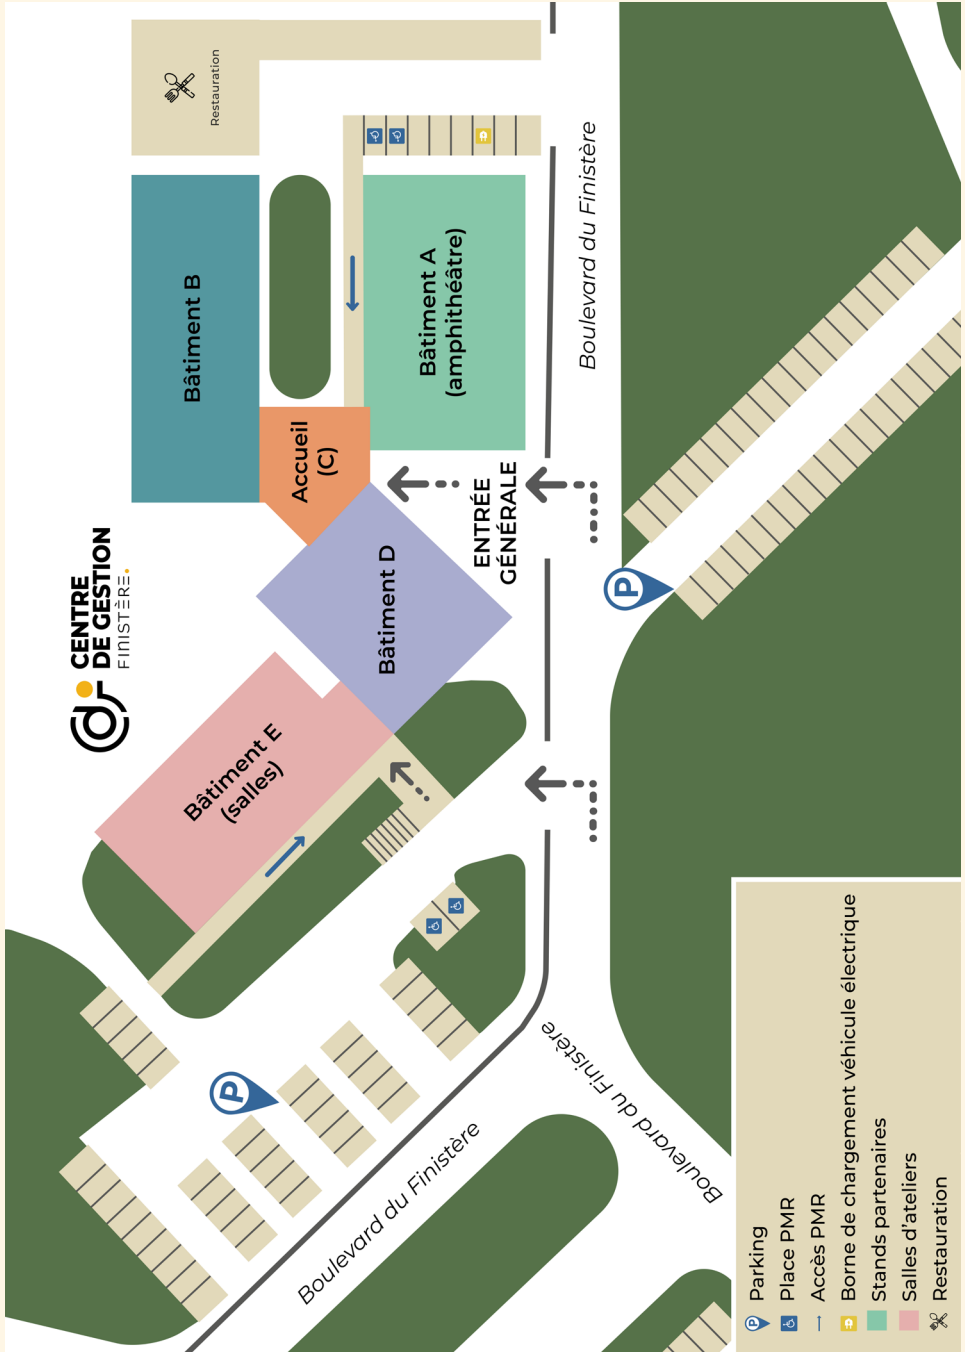 CENTRE
DE GESTION
FINISTÈRE.
Restauration
Bâtiment B
Bâtiment A
(amphithéâtre)
Accueil
(C)
Bâtiment D
Bâtiment E
(salles)
ENTRÉE
GÉNÉRALE
Boulevard du Finistère
Boulevard du Finistère
Boulevard du Finistère
P
P
P Parking
Place PMR
Accès PMR
Borne de chargement véhicule électrique
Stands partenaires
Salles d'ateliers
Restauration